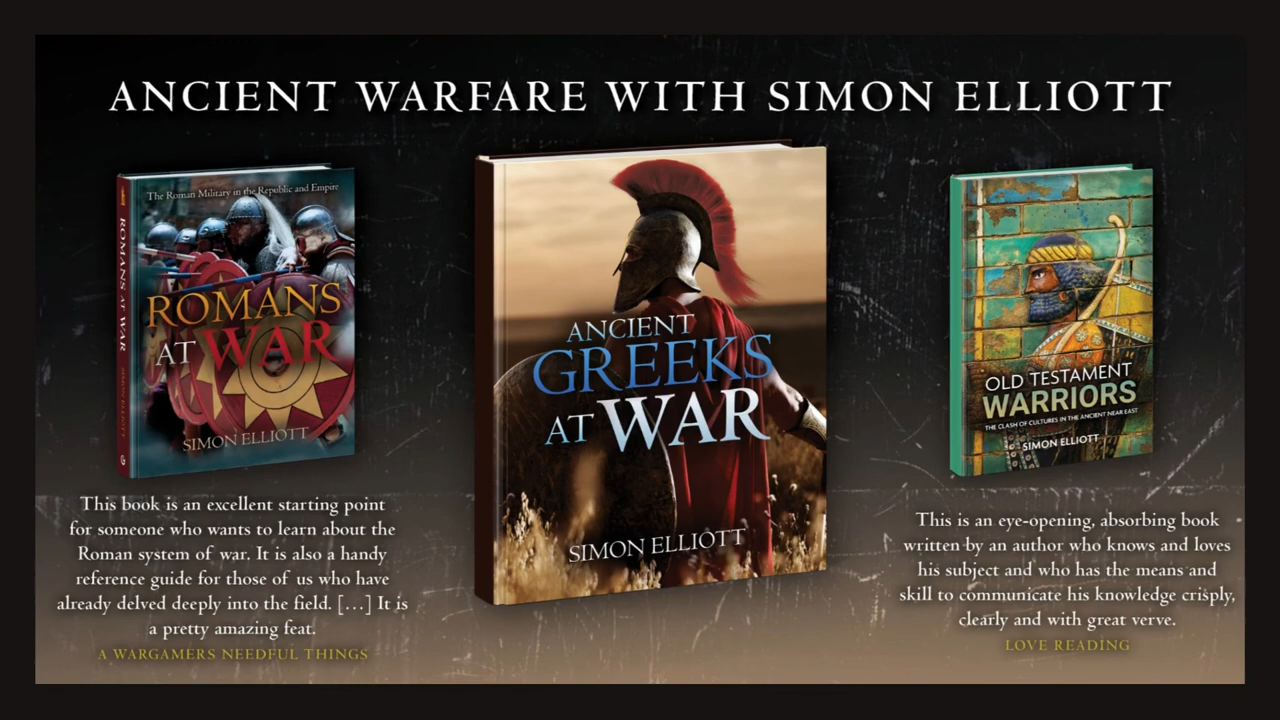 ANCIENT WARFARE WITH SIMON ELLIOTT
The Roman Military in the Republic and Empire
ROMANS AT WAR
SIMON ELLIOTT
ROMANS
AT WAR
SIMON ELLIOTT
This book is an excellent starting point
for someone who wants to learn about the
Roman system of war. It is also a handy
reference guide for those of us who have
already delved deeply into the field. […] It is
a pretty amazing feat.
A WARGAMERS NEEDFUL THINGS
ANCIENT
GREEKS
AT WAR
SIMON ELLIOTT
OLD TESTAMENT
WARRIORS
THE CLASH OF CULTURES IN THE ANCIENT NEAR EAST
SIMON ELLIOTT
This is an eye-opening, absorbing book
written by an author who knows and loves
his subject and who has the means and
skill to communicate his knowledge crisply,
clearly and with great verve.
LOVE READING